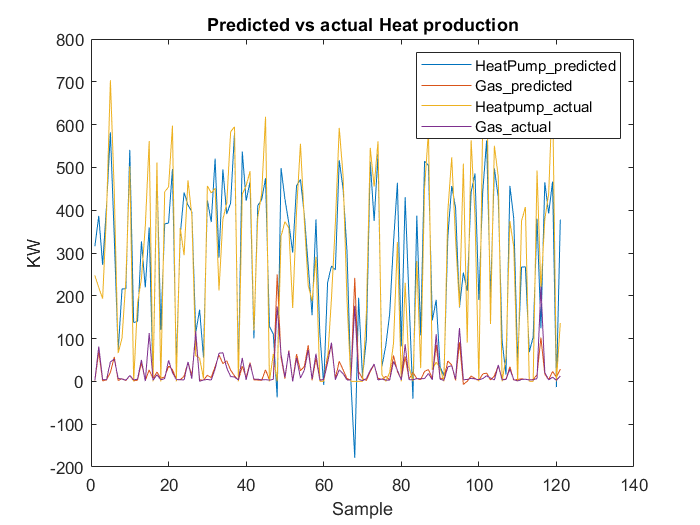 Predicted vs actual Heat production
800
700
600
500
400
300
200
100
0
-100
-200
KW
HeatPump_predicted
Gas_predicted
Heatpump_actual
Gas_actual
0 20 40 60 80 100 120 140
Sample